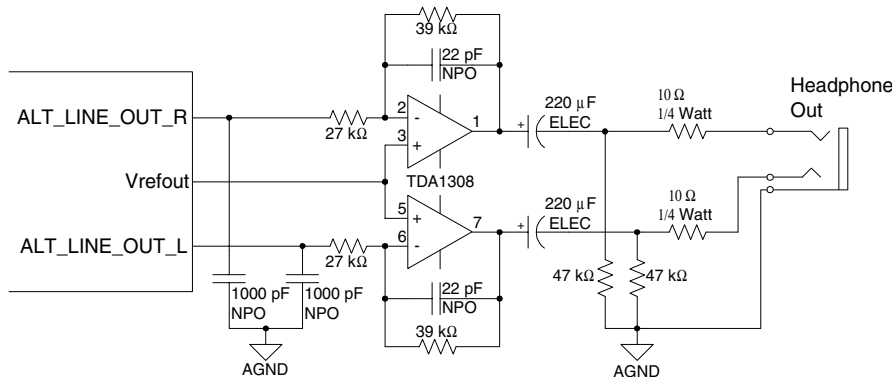 39 kΩ
22 pF
NPO
ALT_LINE_OUT_R
27 kΩ
2
-
3
+
1
TDA1308
+
220 µF
ELEC
10 Ω
1/4 Watt
Headphone
Out
Vrefout
ALT_LINE_OUT_L
27 kΩ
5
+
6
-
7
+
220 µF
ELEC
10 Ω
1/4 Watt
1000 pF
NPO
1000 pF
NPO
22 pF
NPO
39 kΩ
47 kΩ
47 kΩ
AGND
AGND